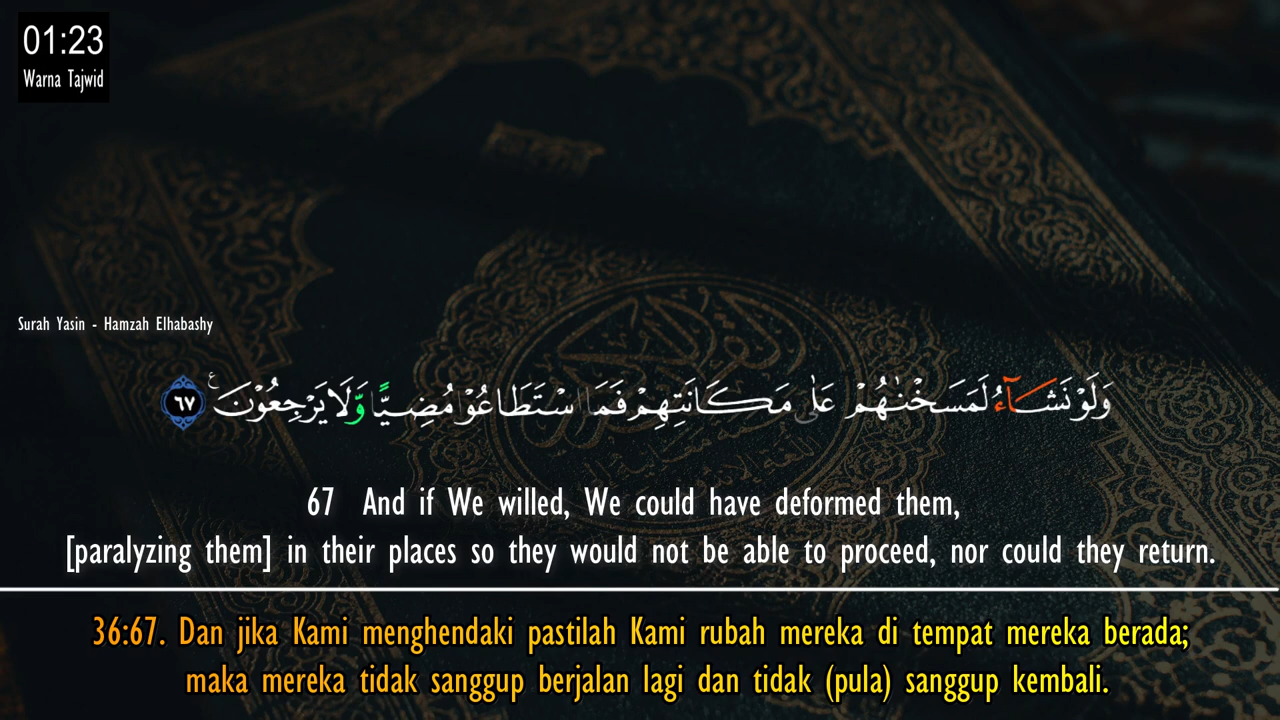 01:23
Warna Tajwid
Surah Yasin - Hamzah Elhabashy
وَلَوْ نَشَآءُ لَمَسَخْنٰهُمْ عَلٰى مَكَانَتِهِمْ فَمَا اسْتَطَاعُوْا مُضِيًّا وَّلَا يَرْجِعُوْنَ ࣖ ٦٧
67 And if We willed, We could have deformed them,
[paralyzing them] in their places so they would not be able to proceed, nor could they return.
36:67. Dan jika Kami menghendaki pastilah Kami rubah mereka di tempat mereka berada;
maka mereka tidak sanggup berjalan lagi dan tidak (pula) sanggup kembali.